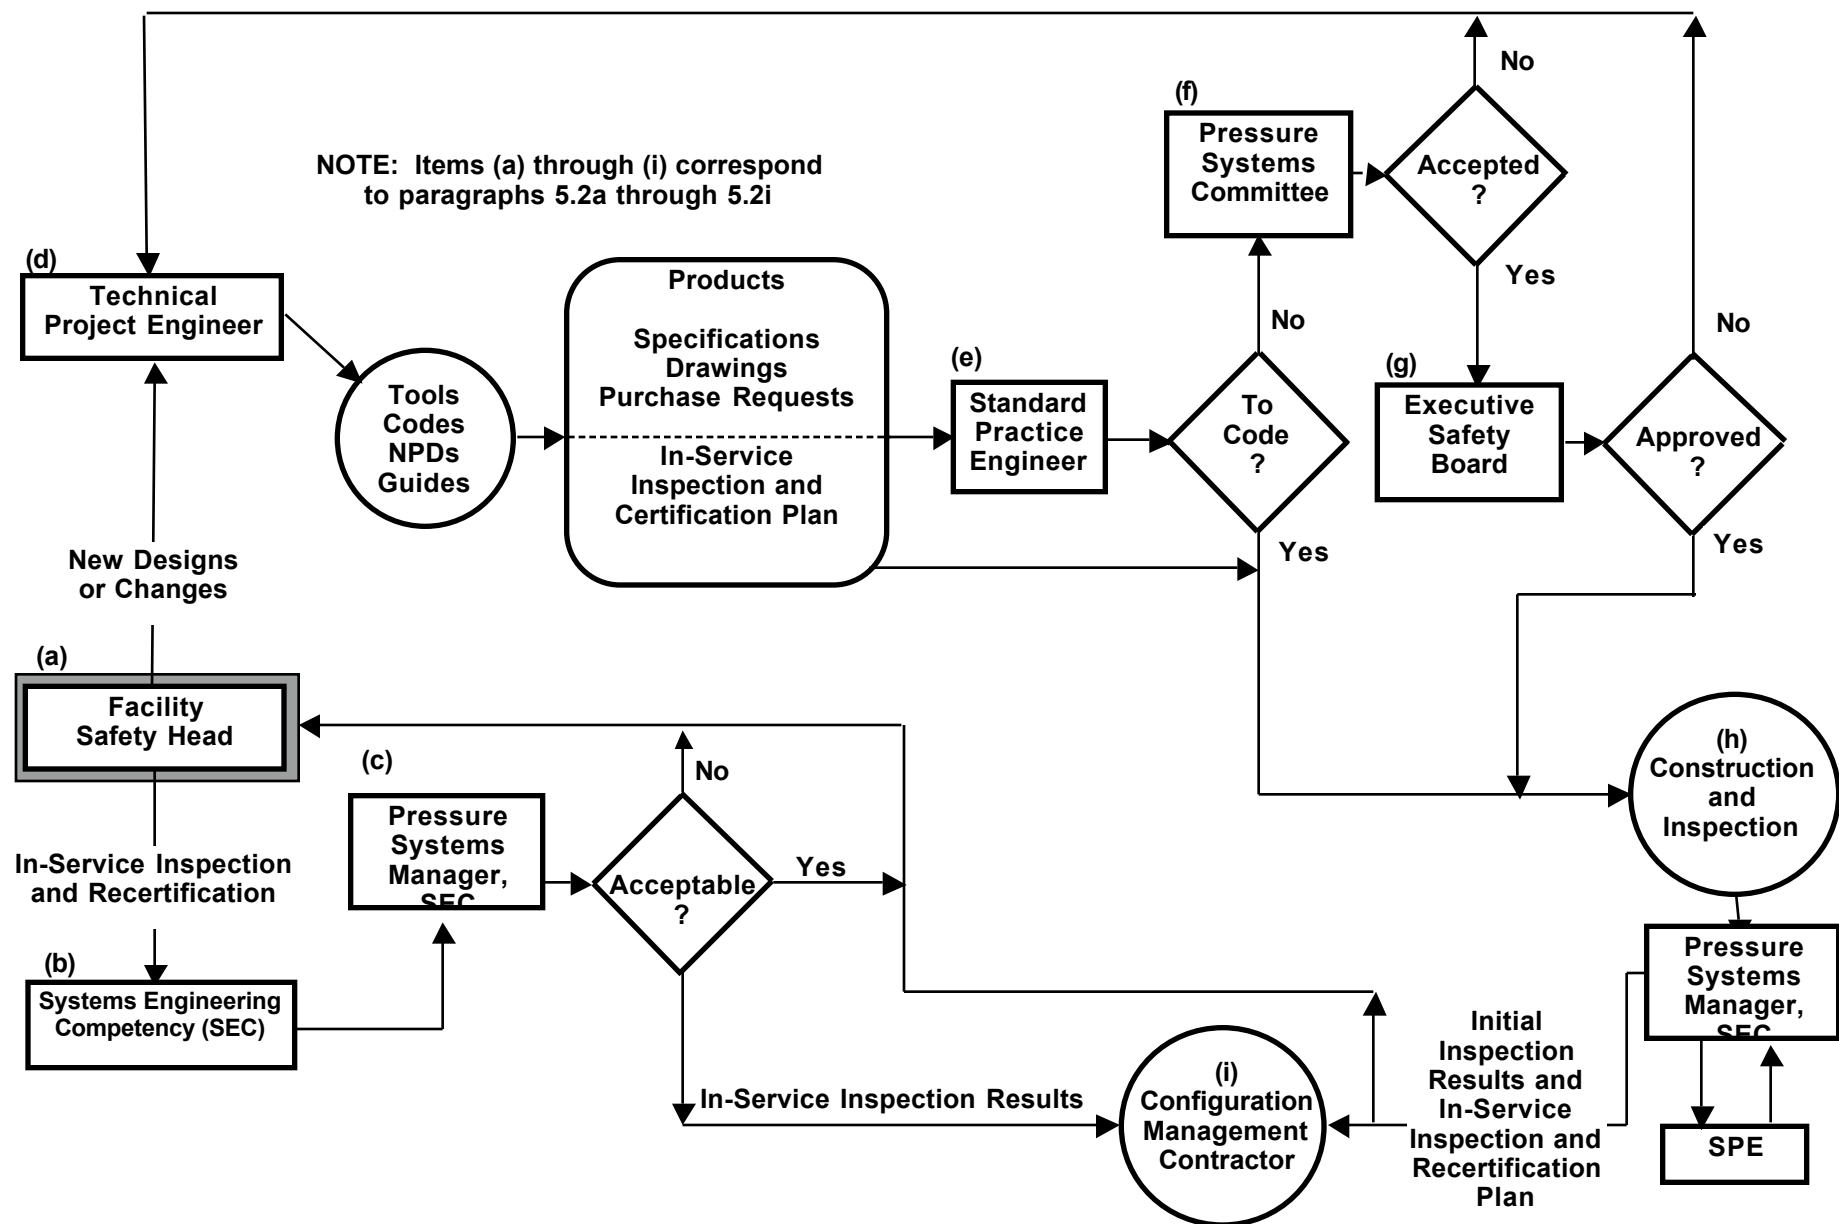 No
(f)
Pressure
Systems
Committee
Accepted
?
NOTE:  Items (a) through (i) correspond
to paragraphs 5.2a through 5.2i
Yes
(d)
Technical
Project Engineer
Products
Specifications
Drawings
Purchase Requests
In-Service
Inspection and
Certification Plan
Tools
Codes
NPDs
Guides
(e)
Standard
Practice
Engineer
No
To
Code
?
Yes
(g)
Executive
Safety
Board
No
Approved
?
Yes
New Designs
or Changes
(a)
Facility
Safety Head
(c)
Pressure
Systems
Manager,
SEC
No
Acceptable
?
Yes
In-Service Inspection
and Recertification
(b)
Systems Engineering
Competency (SEC)
(h)
Construction
and
Inspection
Pressure
Systems
Manager,
SEC
In-Service Inspection Results
(i)
Configuration
Management
Contractor
Initial
Inspection
Results and
In-Service
Inspection and
Recertification
Plan
SPE